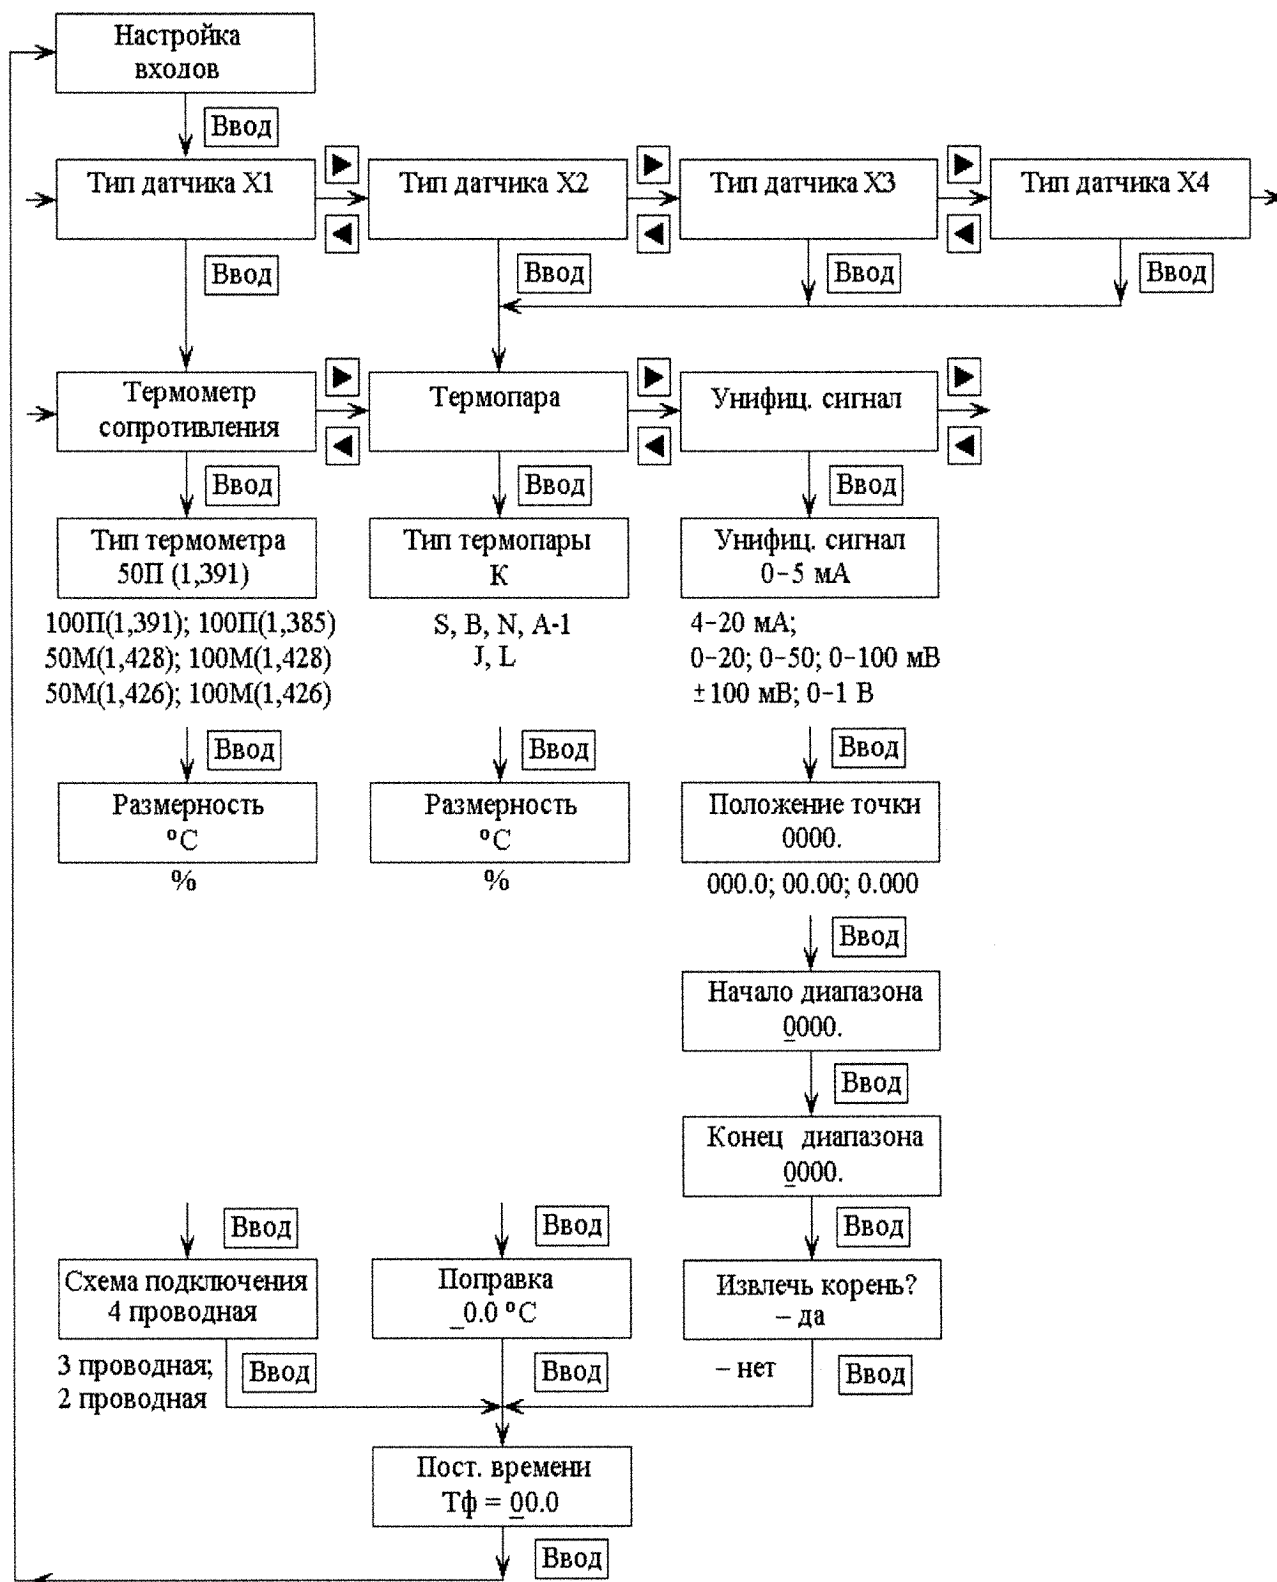 Настройка
входов
Ввод
Тип датчика X1
Тип датчика X2
Тип датчика X3
Тип датчика X4
Ввод
Ввод
Ввод
Ввод
Термометр
сопротивления
Термопара
Унифиц. сигнал
Ввод
Ввод
Ввод
Тип термометра
50П (1,391)
Тип термопары
К
Унифиц. сигнал
0-5 мА
100П(1,391); 100П(1,385)
50М(1,428); 100М(1,428)
50М(1,426); 100М(1,426)
S, B, N, A-1
J, L
4-20 мА;
0-20; 0-50; 0-100 мВ
±100 мВ; 0-1 В
Ввод
Ввод
Ввод
Размерность
°C
Размерность
°C
Положение точки
0000.
%
%
000.0; 00.00; 0.000
Ввод
Начало диапазона
0000.
Ввод
Конец диапазона
0000.
Ввод
Ввод
Ввод
Схема подключения
4 проводная
Поправка
_0.0 °C
Извлечь корень?
– да
3 проводная;
2 проводная
Ввод
Ввод
– нет
Ввод
Пост. времени
Тф = 00.0
Ввод